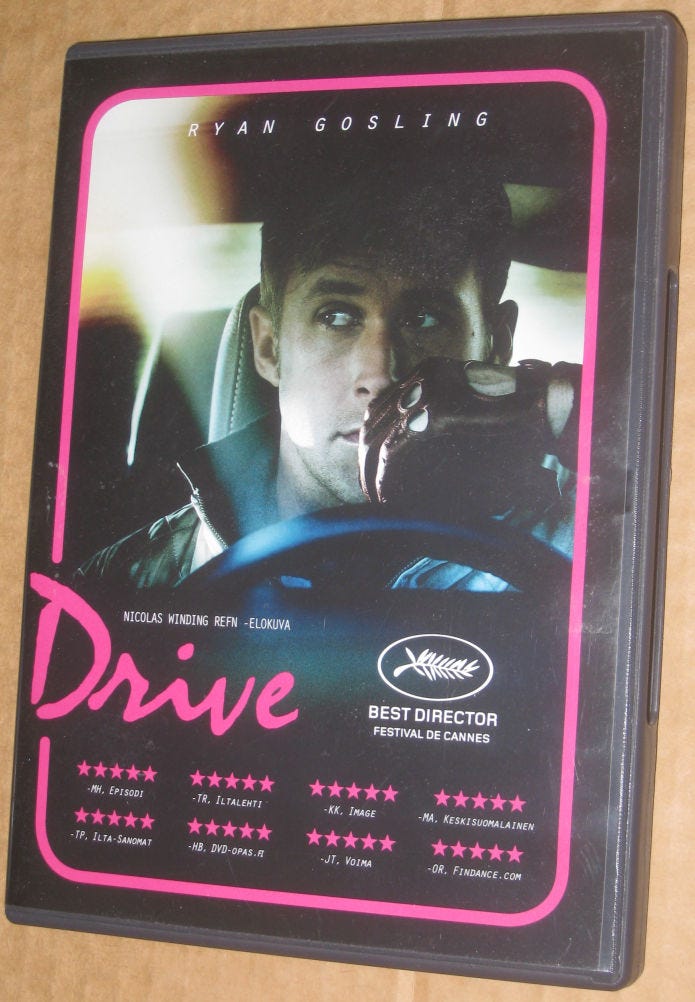 RYAN GOSLING
NICOLAS WINDING REFN -ELOKUVA
Drive
BEST DIRECTOR
FESTIVAL DE CANNES
-MH, EPISODI
-TR, ILTALEHTI
-KK, IMAGE
-MA, KESKISUOMALAINEN
-TP, ILTA-SANOMAT
-HB, DVD-OPAS.FI
-JT, VOIMA
-OR, FINDANCE.COM